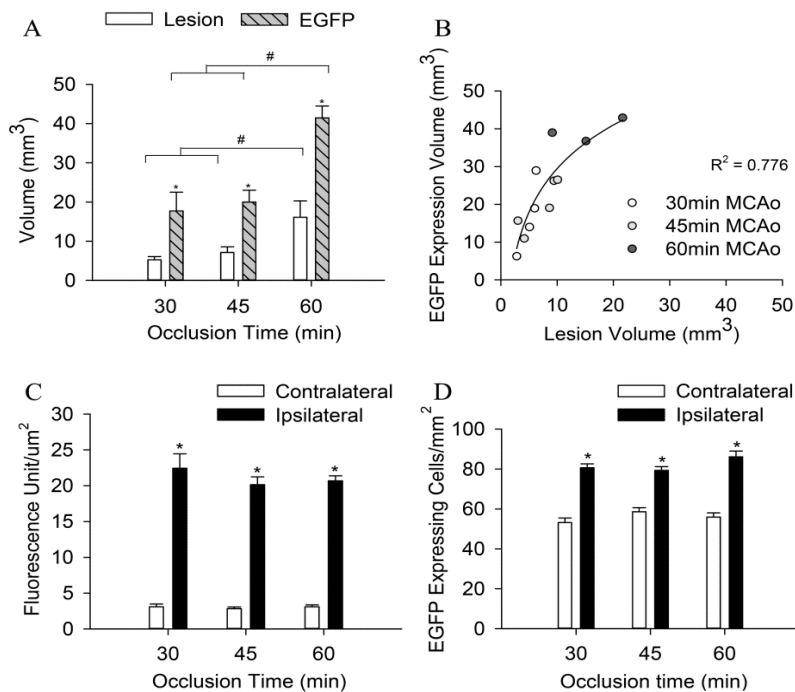 A
Lesion EGFP
#
#
* * *
Volume (mm3)
50
40
30
20
10
0
30 45 60
Occlusion Time (min)
B
EGFP Expression Volume (mm3)
50
40
30
20
10
0
R2 = 0.776
30min MCAo
45min MCAo
60min MCAo
0 10 20 30 40 50
Lesion Volume (mm3)
C
Contralateral
Ipsilateral
Fluorescence Unit/um2
30
25
20
15
10
5
0
* * *
30 45 60
Occlusion Time (min)
D
Contralateral
Ipsilateral
EGFP Expressing Cells/mm2
100
80
60
40
20
0
* * *
30 45 60
Occlusion time (min)